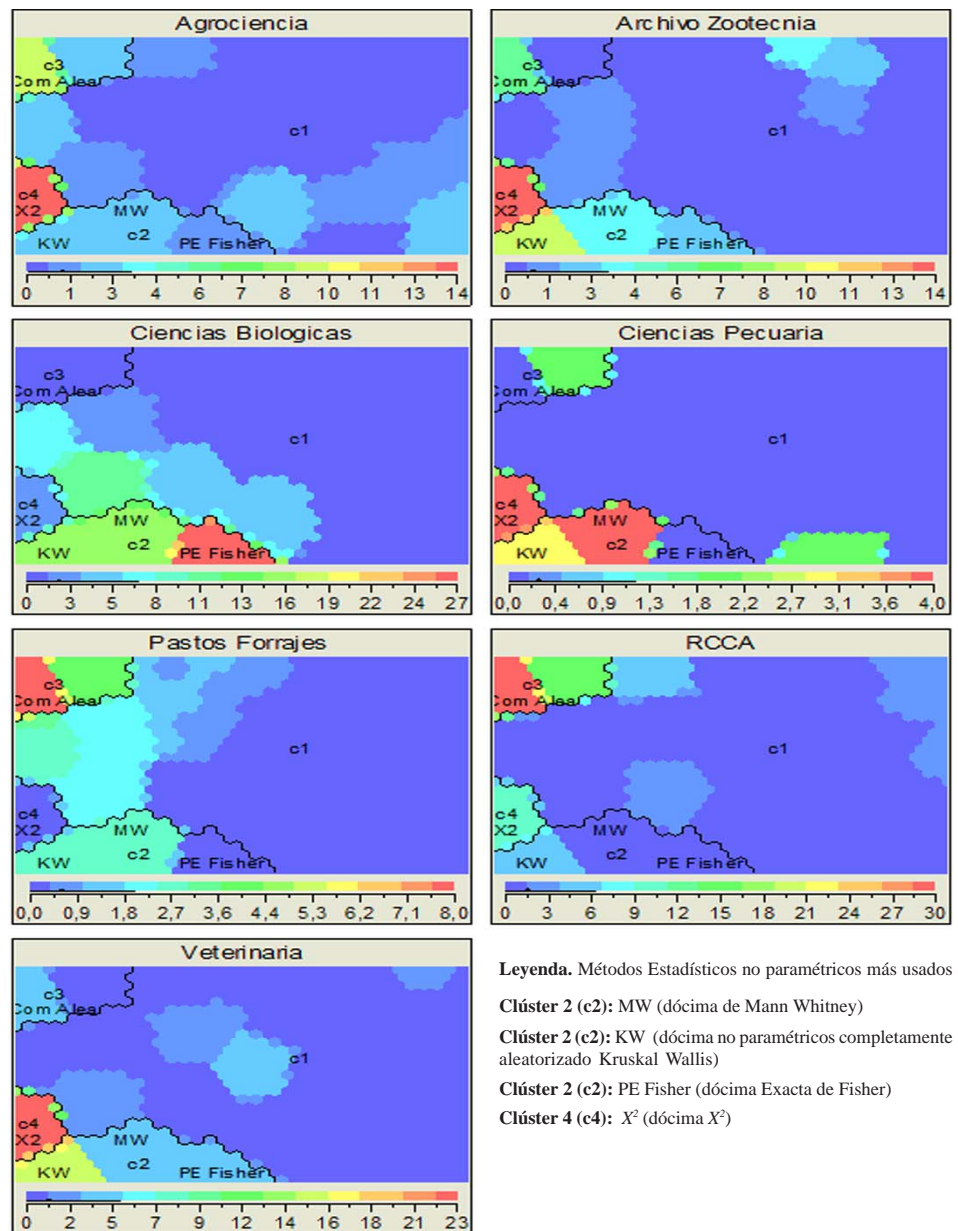 Agrociencia
c3
Com Alea
c1
c4
X2
MW
KW
c2
PE Fisher
0 1 3 4 5 6 8 9 10 11 13 14
Archivo Zootecnia
c3
Com Alea
c1
c4
X2
MW
KW
c2
PE Fisher
0 1 3 4 5 6 8 9 10 11 13 14
Ciencias Biologicas
c3
Com Alea
c1
c4
X2
MW
KW
c2
PE Fisher
0 3 5 8 11 13 16 19 22 24 27
Ciencias Pecuaria
c3
Com Alea
c1
c4
X2
MW
KW
c2
PE Fisher
0,0 0,4 0,9 1,3 1,8 2,2 2,7 3,1 3,6 4,0
Pastos Forrajes
c3
Com Alea
c1
c4
X2
MW
KW
c2
PE Fisher
0,0 0,9 1,8 2,7 3,6 4,4 5,3 6,2 7,1 8,0
RCCA
c3
Com Alea
c1
c4
X2
MW
KW
c2
PE Fisher
0 3 6 9 12 15 18 21 24 27 30
Veterinaria
c3
Com Alea
c1
c4
X2
MW
KW
c2
PE Fisher
0 2 5 7 9 12 14 16 18 21 23
Leyenda. Métodos Estadísticos no paramétricos más usados
Clúster 2 (c2): MW (dócima de Mann Whitney)
Clúster 2 (c2): KW (dócima no paramétricos completamente
aleatorizado Kruskal Wallis)
Clúster 2 (c2): PE Fisher (dócima Exacta de Fisher)
Clúster 4 (c4): X² (dócima X²)